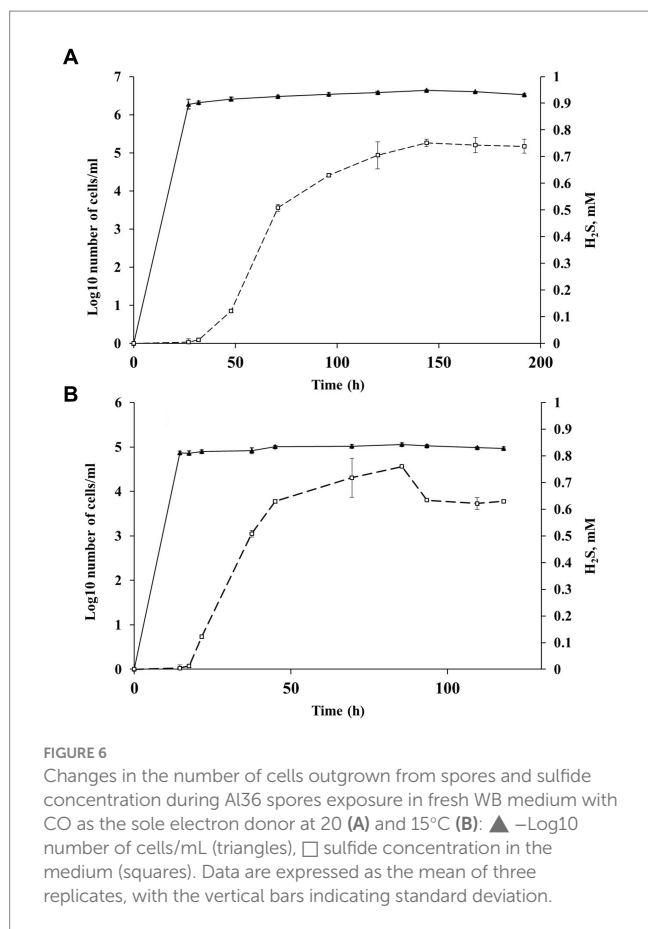 A
7
6
5
4
3
2
1
0
Log10 number of cells/ml
1
0.9
0.8
0.7
0.6
0.5
0.4
0.3
0.2
0.1
0
H₂S, mM
0 50 100 150 200
Time (h)
B
6
5
4
3
2
1
0
Log10 number of cells/ml
1
0.9
0.8
0.7
0.6
0.5
0.4
0.3
0.2
0.1
0
H₂S, mM
0 50 100
Time (h)
FIGURE 6
Changes in the number of cells outgrown from spores and sulfide
concentration during Al36 spores exposure in fresh WB medium with
CO as the sole electron donor at 20 (A) and 15°C (B): ▲ –Log10
number of cells/mL (triangles), □ sulfide concentration in the
medium (squares). Data are expressed as the mean of three
replicates, with the vertical bars indicating standard deviation.